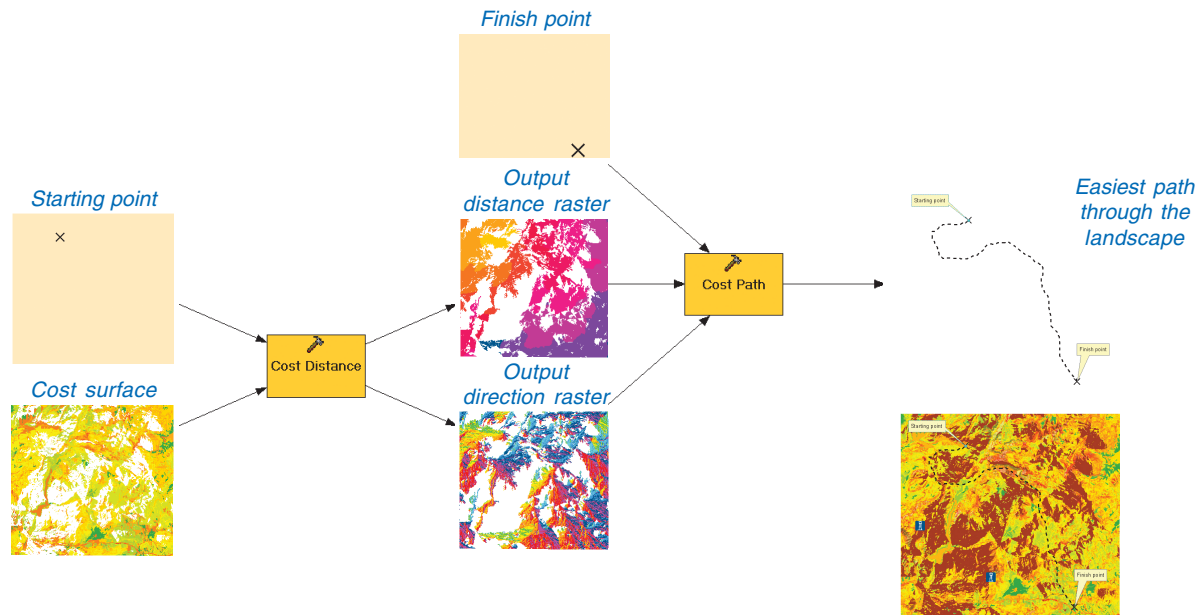 Finish point
Starting point
Output
distance raster
Cost surface
Cost Distance
Output
direction raster
Cost Path
Starting point
Finish point
Easiest path
through the
landscape
Starting point
Finish point